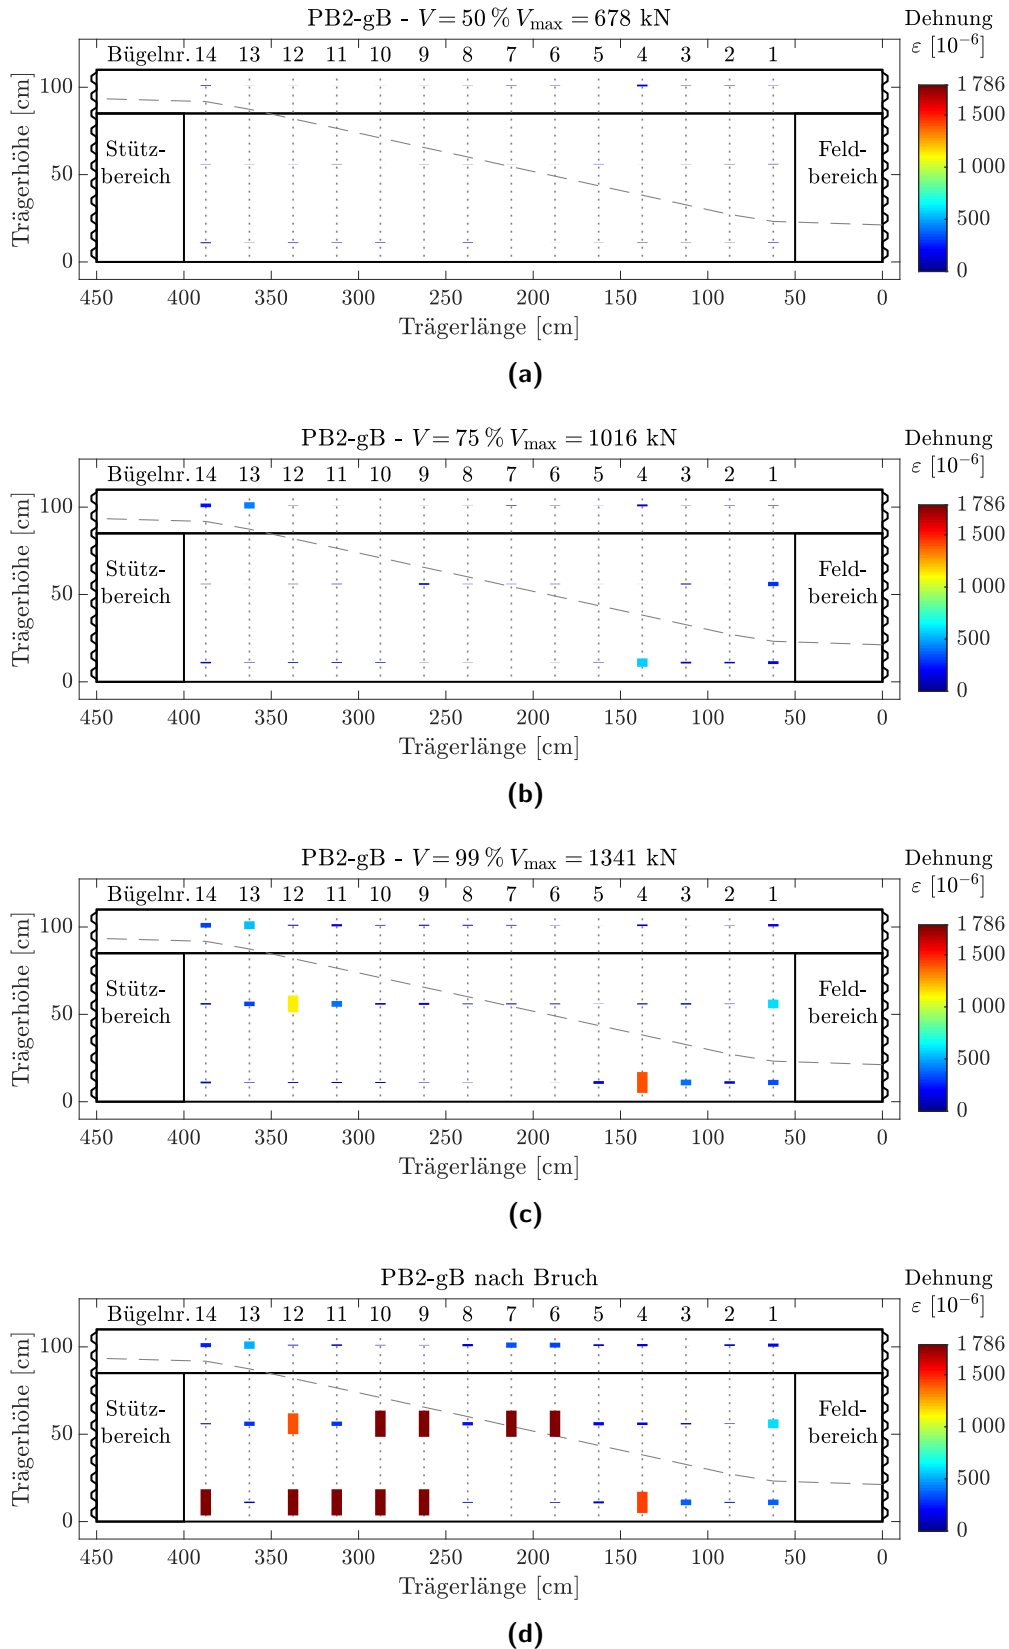 PB2-gB - V = 50 % Vmax = 678 kN
Dehnung
ε [10-6]
Bügelnr. 14 13 12 11 10 9 8 7 6 5 4 3 2 1
Trägerhöhe [cm]
100
50
0
Stütz-
bereich
Feld-
bereich
1 786
1 500
1 000
500
0
450 400 350 300 250 200 150 100 50 0
Trägerlänge [cm]
(a)
PB2-gB - V = 75 % Vmax = 1016 kN
Dehnung
ε [10-6]
Bügelnr. 14 13 12 11 10 9 8 7 6 5 4 3 2 1
Trägerhöhe [cm]
100
50
0
Stütz-
bereich
Feld-
bereich
1 786
1 500
1 000
500
0
450 400 350 300 250 200 150 100 50 0
Trägerlänge [cm]
(b)
PB2-gB - V = 99 % Vmax = 1341 kN
Dehnung
ε [10-6]
Bügelnr. 14 13 12 11 10 9 8 7 6 5 4 3 2 1
Trägerhöhe [cm]
100
50
0
Stütz-
bereich
Feld-
bereich
1 786
1 500
1 000
500
0
450 400 350 300 250 200 150 100 50 0
Trägerlänge [cm]
(c)
PB2-gB nach Bruch
Dehnung
ε [10-6]
Bügelnr. 14 13 12 11 10 9 8 7 6 5 4 3 2 1
Trägerhöhe [cm]
100
50
0
Stütz-
bereich
Feld-
bereich
1 786
1 500
1 000
500
0
450 400 350 300 250 200 150 100 50 0
Trägerlänge [cm]
(d)